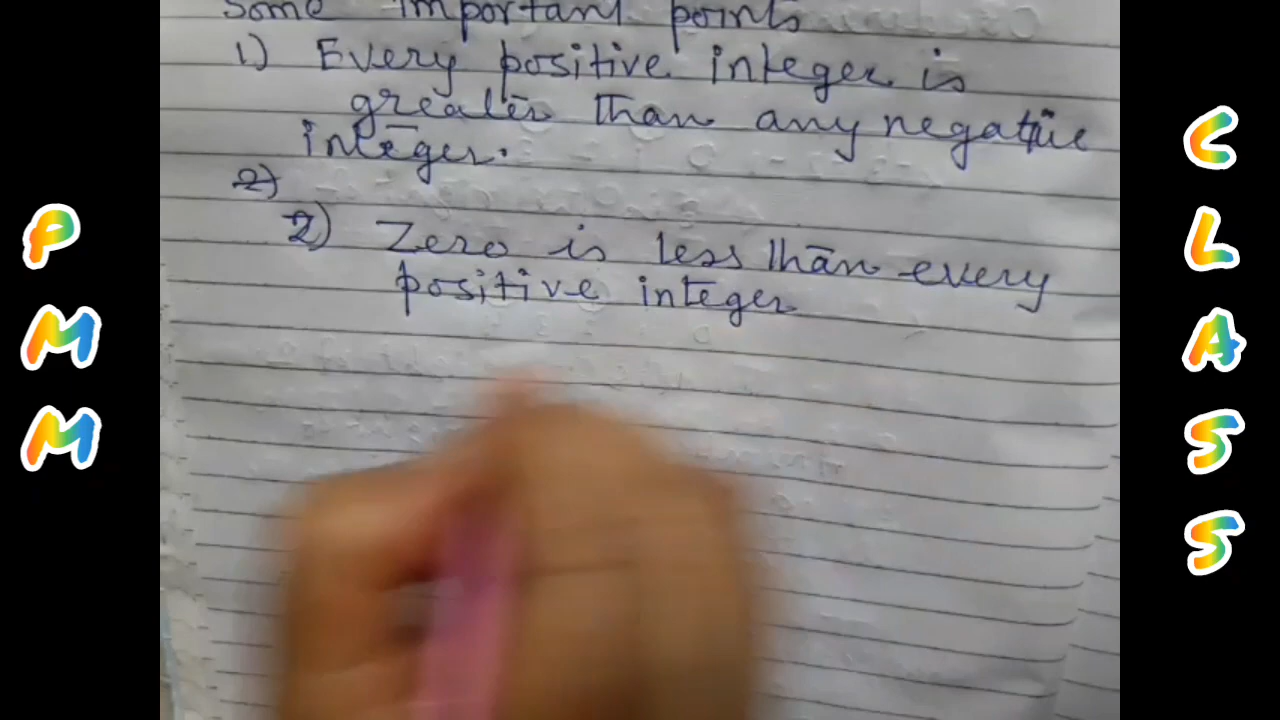 PMM
Some important points
1) Every positive integer is
greater than any negative
integer.
2)
2) Zero is less than every
positive integer
CLASS